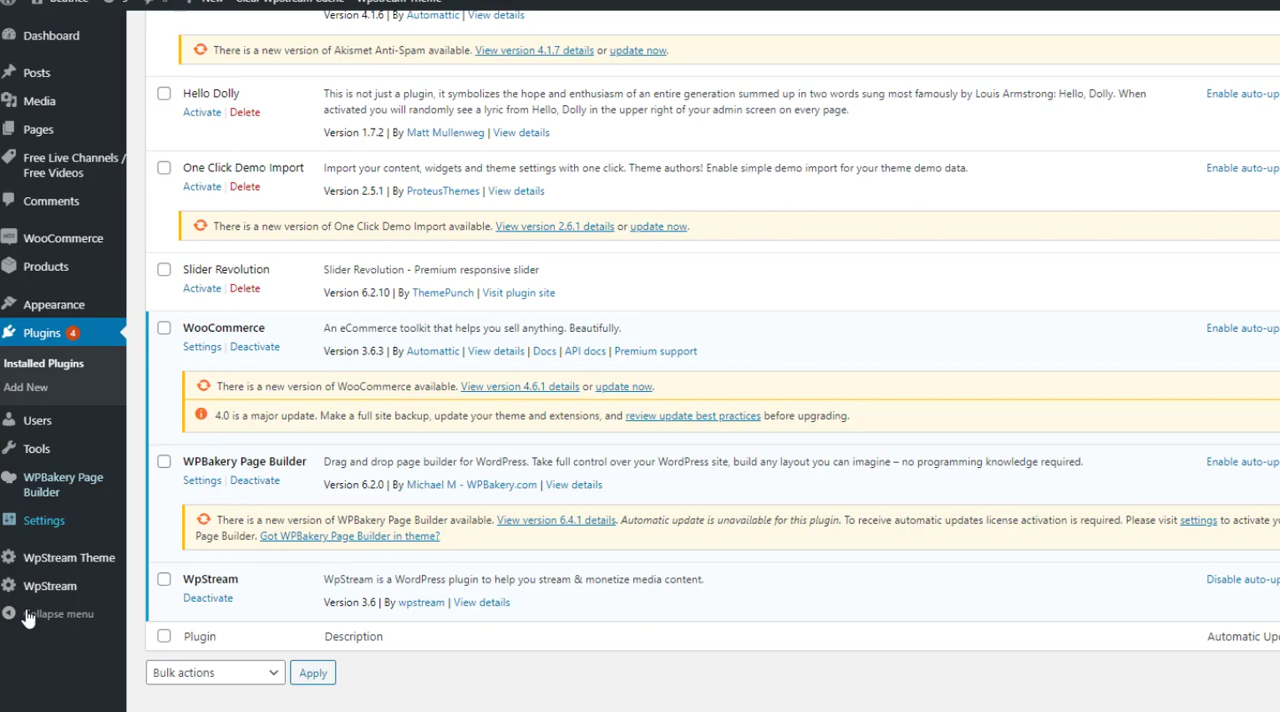 Beatrice
New
Clear WpStream Cache
WpStream Theme
Dashboard
Posts
Media
Pages
Free Live Channels /
Free Videos
Comments
WooCommerce
Products
Appearance
Plugins 4
Installed Plugins
Add New
Users
Tools
WPBakery Page
Builder
Settings
WpStream Theme
WpStream
Collapse menu
Version 4.1.6 | By Automattic | View details
There is a new version of Akismet Anti-Spam available. View version 4.1.7 details or update now.
Hello Dolly
Activate | Delete
This is not just a plugin, it symbolizes the hope and enthusiasm of an entire generation summed up in two words sung most famously by Louis Armstrong: Hello, Dolly. When
activated you will randomly see a lyric from Hello, Dolly in the upper right of your admin screen on every page.
Version 1.7.2 | By Matt Mullenweg | View details
Enable auto-up
One Click Demo Import
Activate | Delete
Import your content, widgets and theme settings with one click. Theme authors! Enable simple demo import for your theme demo data.
Version 2.5.1 | By ProteusThemes | View details
Enable auto-up
There is a new version of One Click Demo Import available. View version 2.6.1 details or update now.
Slider Revolution
Activate | Delete
Slider Revolution - Premium responsive slider
Version 6.2.10 | By ThemePunch | Visit plugin site
WooCommerce
Settings | Deactivate
An eCommerce toolkit that helps you sell anything. Beautifully.
Version 3.6.3 | By Automattic | View details | Docs | API docs | Premium support
Enable auto-up
There is a new version of WooCommerce available. View version 4.6.1 details or update now.
4.0 is a major update. Make a full site backup, update your theme and extensions, and review update best practices before upgrading.
WPBakery Page Builder
Settings | Deactivate
Drag and drop page builder for WordPress. Take full control over your WordPress site, build any layout you can imagine – no programming knowledge required.
Version 6.2.0 | By Michael M - WPBakery.com | View details
Enable auto-up
There is a new version of WPBakery Page Builder available. View version 6.4.1 details. Automatic update is unavailable for this plugin. To receive automatic updates license activation is required. Please visit settings to activate y
Page Builder. Got WPBakery Page Builder in theme?
WpStream
Deactivate
WpStream is a WordPress plugin to help you stream & monetize media content.
Version 3.6 | By wpstream | View details
Disable auto-up
Plugin
Description
Automatic Up
Bulk actions
Apply